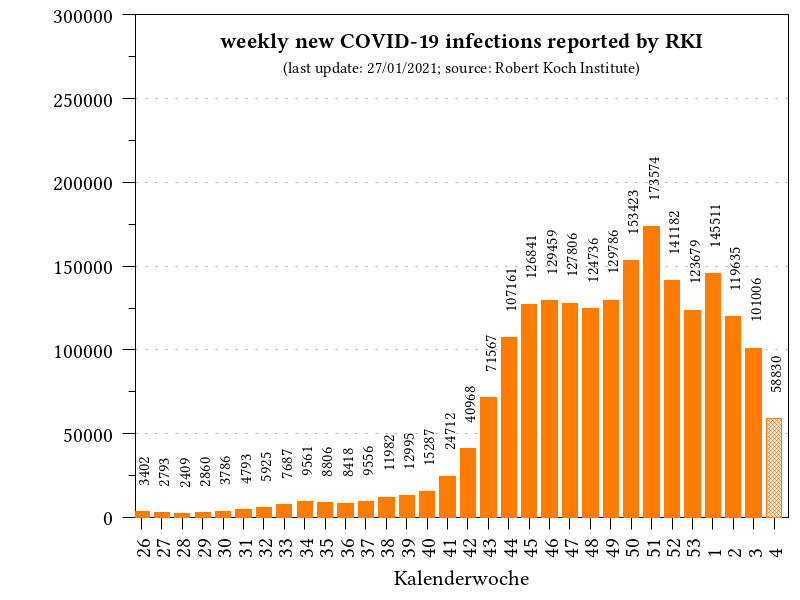 weekly new COVID-19 infections reported by RKI
(last update: 27/01/2021; source: Robert Koch Institute)
300000
250000
200000
150000
100000
50000
0
3402 2793 2409 2860 3786 4793 5925 7687 9561 8806 8418 9556 11982 12995 15287 24712 40968 71567 107161 126841 129459 127806 124736 129786 153423 173574 141182 123679 145511 119635 101006 58830
26 27 28 29 30 31 32 33 34 35 36 37 38 39 40 41 42 43 44 45 46 47 48 49 50 51 52 53 1 2 3 4
Kalenderwoche